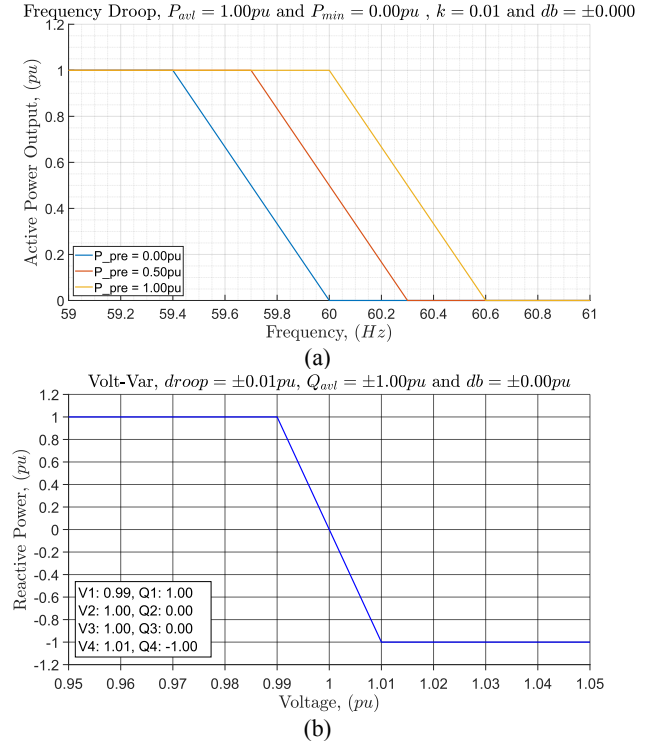 Frequency Droop, P_avl = 1.00pu and P_min = 0.00pu , k = 0.01 and db = ±0.000
1.2
1
0.8
0.6
0.4
0.2
0
Active Power Output, (pu)
P_pre = 0.00pu
P_pre = 0.50pu
P_pre = 1.00pu
59 59.2 59.4 59.6 59.8 60 60.2 60.4 60.6 60.8 61
Frequency, (Hz)
(a)
Volt-Var, droop = ±0.01pu, Q_avl = ±1.00pu and db = ±0.00pu
1.2
1
0.8
0.6
0.4
0.2
0
-0.2
-0.4
-0.6
-0.8
-1
-1.2
Reactive Power, (pu)
V1: 0.99, Q1: 1.00
V2: 1.00, Q2: 0.00
V3: 1.00, Q3: 0.00
V4: 1.01, Q4: -1.00
0.95 0.96 0.97 0.98 0.99 1 1.01 1.02 1.03 1.04 1.05
Voltage, (pu)
(b)